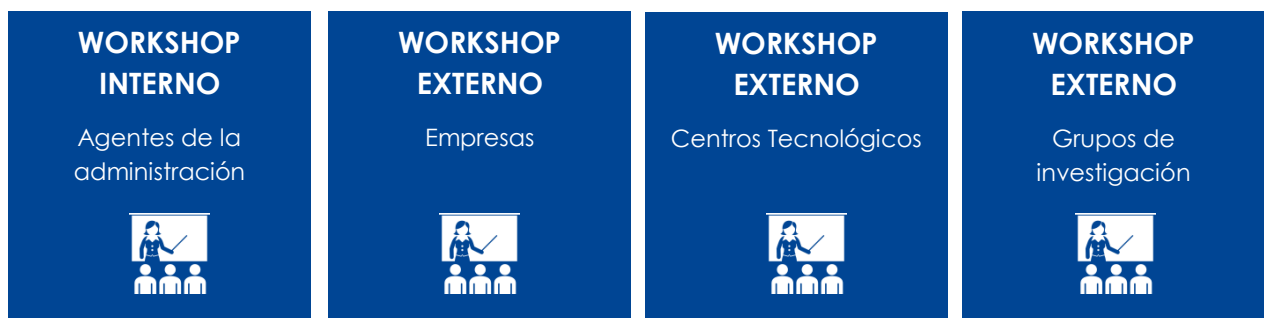 WORKSHOP
INTERNO
Agentes de la
administración
WORKSHOP
EXTERNO
Empresas
WORKSHOP
EXTERNO
Centros Tecnológicos
WORKSHOP
EXTERNO
Grupos de
investigación